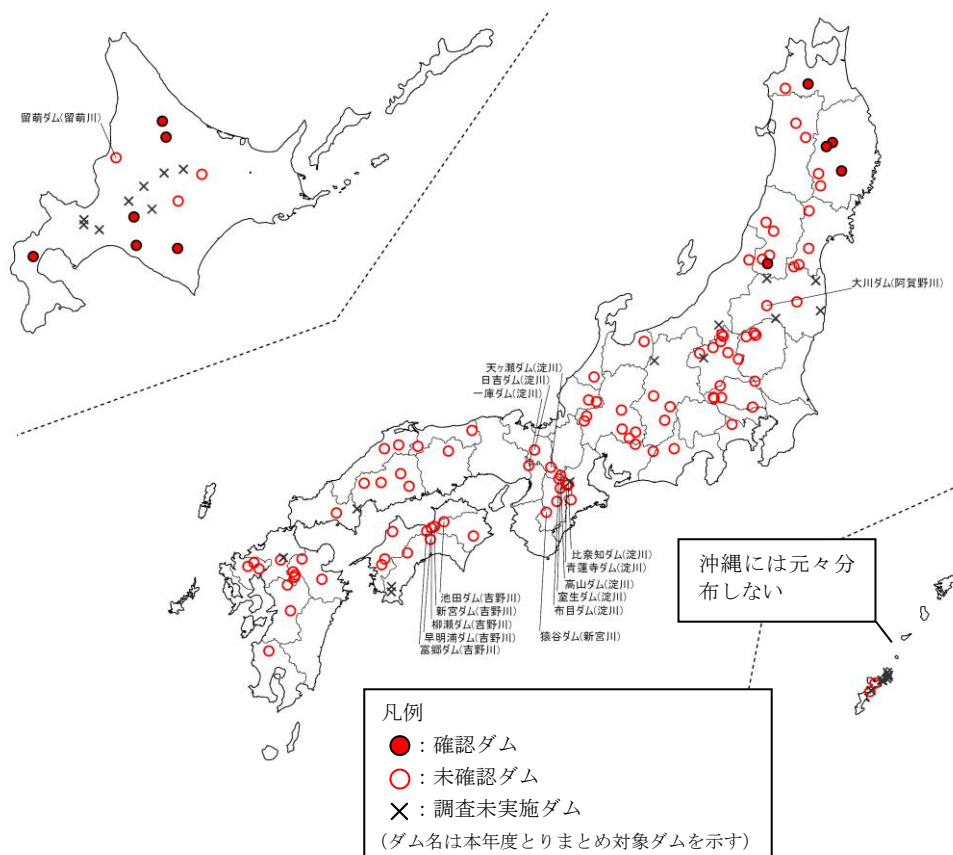 留萌ダム(留萌川)
大川ダム(阿賀野川)
天ヶ瀬ダム(淀川)
日吉ダム(淀川)
一庫ダム(淀川)
比奈知ダム(淀川)
青蓮寺ダム(淀川)
高山ダム(淀川)
室生ダム(淀川)
布目ダム(淀川)
猿谷ダム(新宮川)
池田ダム(吉野川)
新宮ダム(吉野川)
柳瀬ダム(吉野川)
早明浦ダム(吉野川)
富郷ダム(吉野川)
沖縄には元々分
布しない
凡例
:確認ダム
:未確認ダム
:調査未実施ダム
(ダム名は本年度とりまとめ対象ダムを示す)